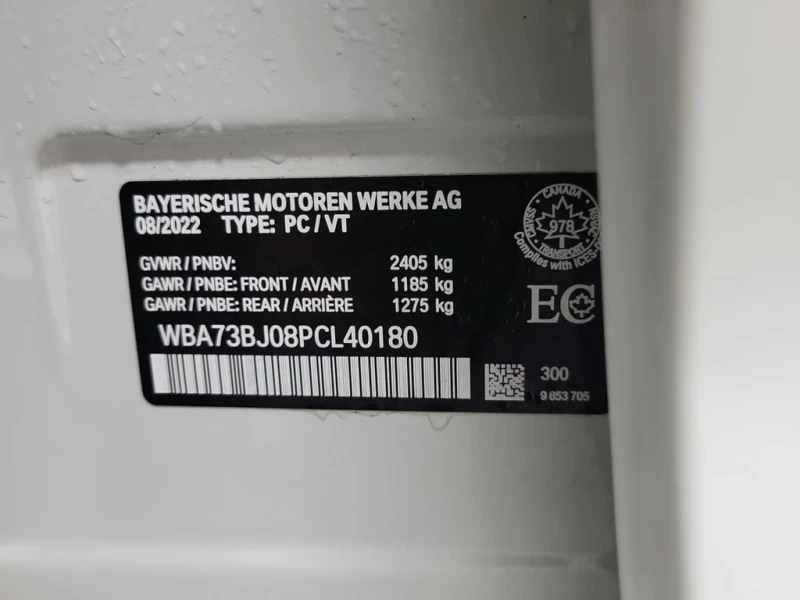 BAYERISCHE MOTOREN WERKE AG
08/2022 TYPE: PC / VT
GVWR / PNBV: 2405 kg
GAWR / PNBE: FRONT / AVANT 1185 kg
GAWR / PNBE: REAR / ARRIÈRE 1275 kg
WBA73BJ08PCL40180
CANADA
978
TRANSPORT
Complies with ICES-
EC
300
9 853 705